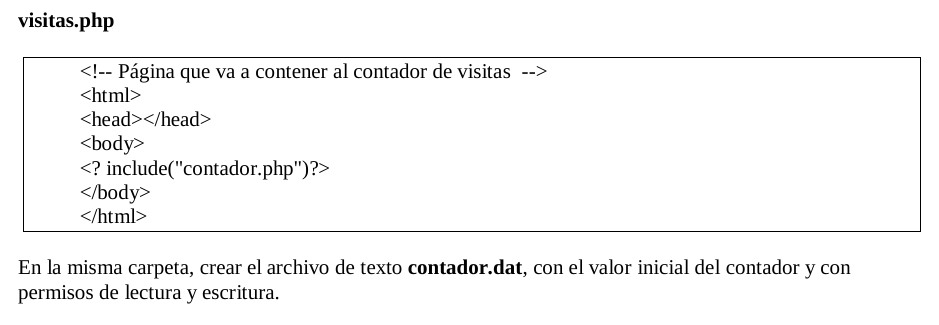 visitas.php
<!-- Página que va a contener al contador de visitas  -->
<html>
<head></head>
<body>
<? include("contador.php")?>
</body>
</html>
En la misma carpeta, crear el archivo de texto contador.dat, con el valor inicial del contador y con
permisos de lectura y escritura.